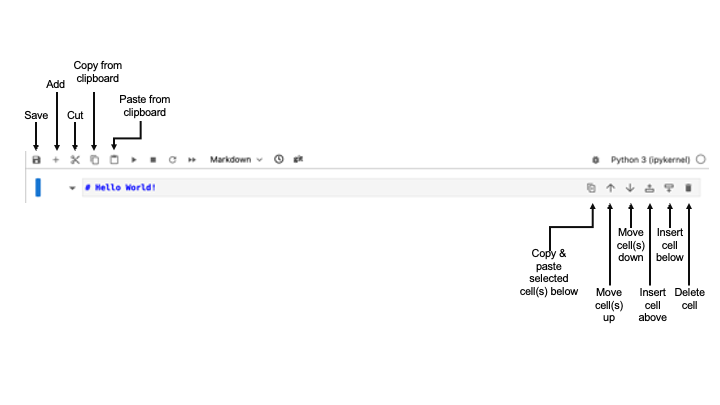 Copy from
clipboard
Add
Paste from
clipboard
Save
Cut
Markdown
Python 3 (ipykernel)
# Hello World!
Move
cell(s)
down
Insert
cell
below
Copy &
paste
selected
cell(s) below
Move
cell(s)
up
Insert
cell
above
Delete
cell